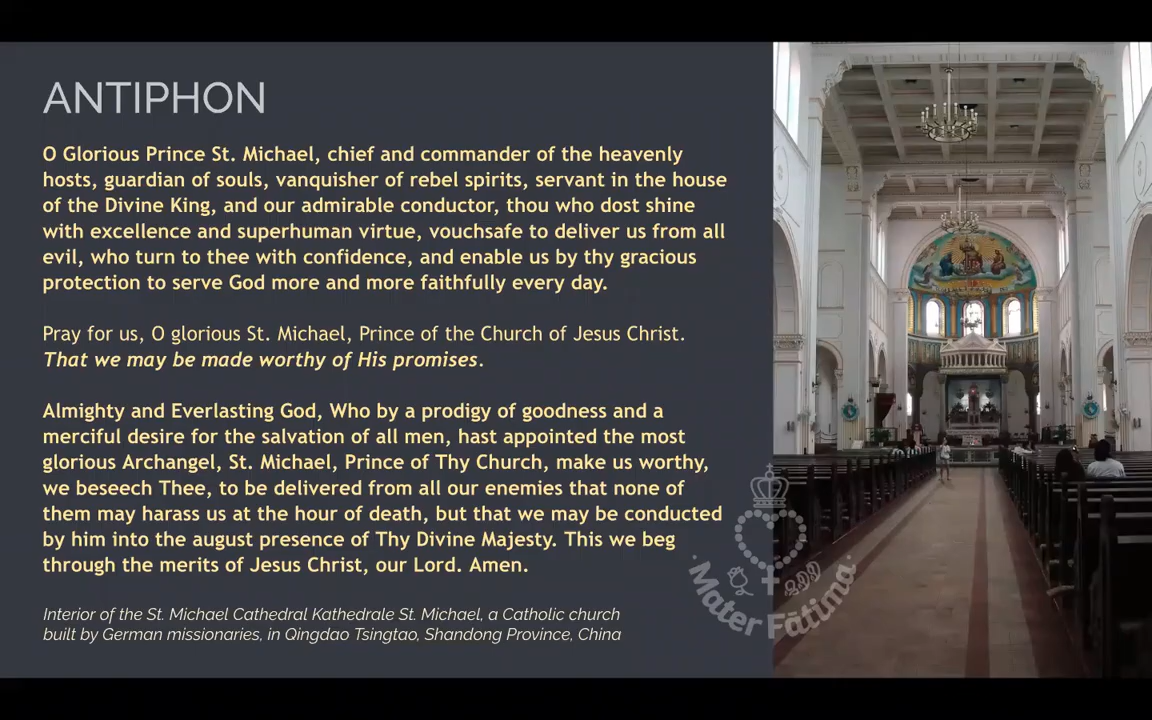 ANTIPHON
O Glorious Prince St. Michael, chief and commander of the heavenly
hosts, guardian of souls, vanquisher of rebel spirits, servant in the house
of the Divine King, and our admirable conductor, thou who dost shine
with excellence and superhuman virtue, vouchsafe to deliver us from all
evil, who turn to thee with confidence, and enable us by thy gracious
protection to serve God more and more faithfully every day.
Pray for us, O glorious St. Michael, Prince of the Church of Jesus Christ.
That we may be made worthy of His promises.
Almighty and Everlasting God, Who by a prodigy of goodness and a
merciful desire for the salvation of all men, hast appointed the most
glorious Archangel, St. Michael, Prince of Thy Church, make us worthy,
we beseech Thee, to be delivered from all our enemies that none of
them may harass us at the hour of death, but that we may be conducted
by him into the august presence of Thy Divine Majesty. This we beg
through the merits of Jesus Christ, our Lord. Amen.
Interior of the St. Michael Cathedral Kathedrale St. Michael, a Catholic church
built by German missionaries, in Qingdao Tsingtao, Shandong Province, China
Mater Fátima